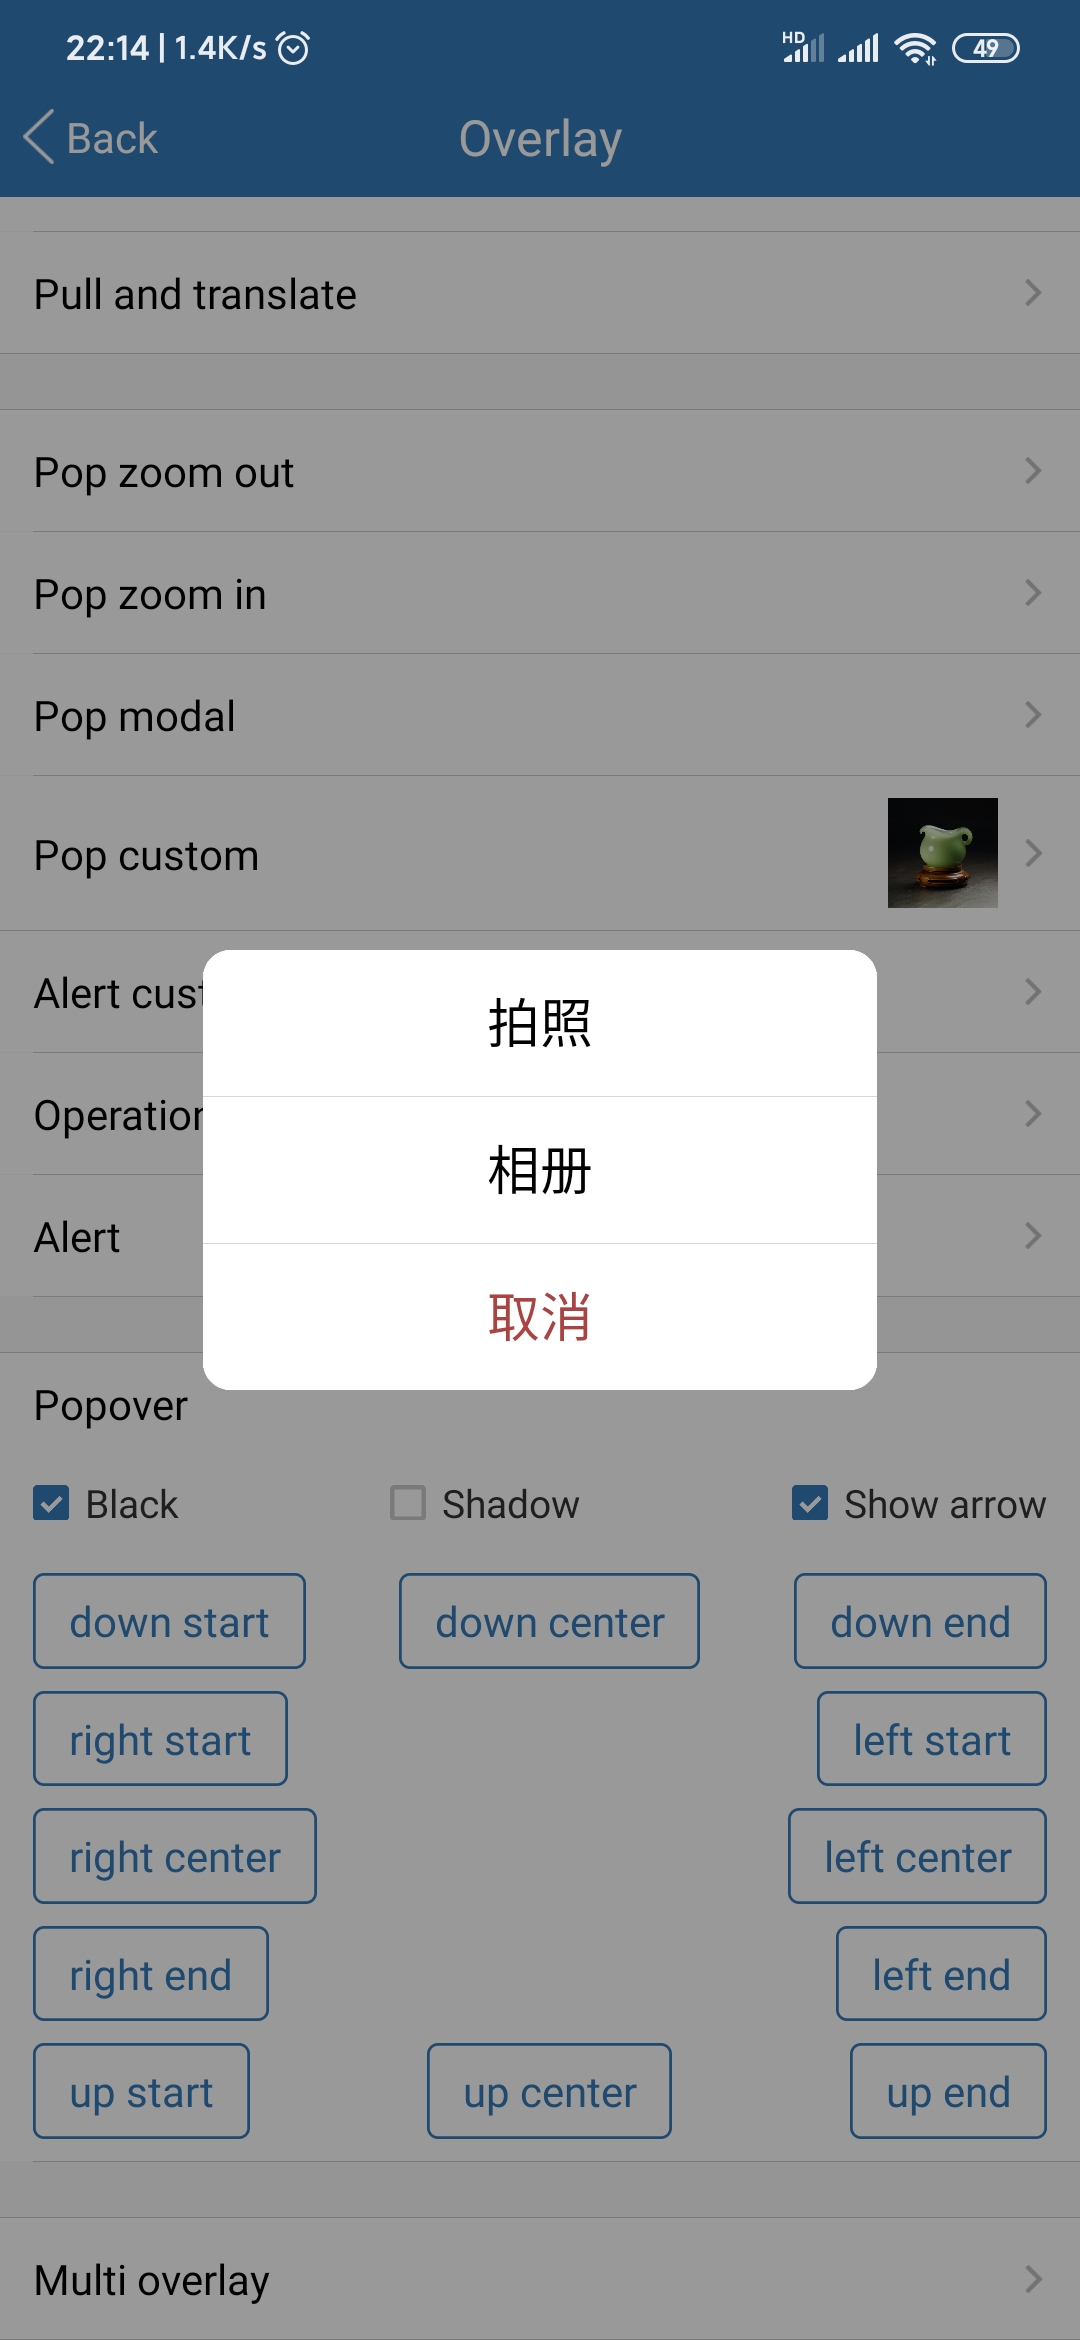 22:14 | 1.4K/s
HD
49
Back
Overlay
Pull and translate
Pop zoom out
Pop zoom in
Pop modal
Pop custom
Alert cust
拍照
Operation
相册
Alert
取消
Popover
Black
Shadow
Show arrow
down start
down center
down end
right start
left start
right center
left center
right end
left end
up start
up center
up end
Multi overlay